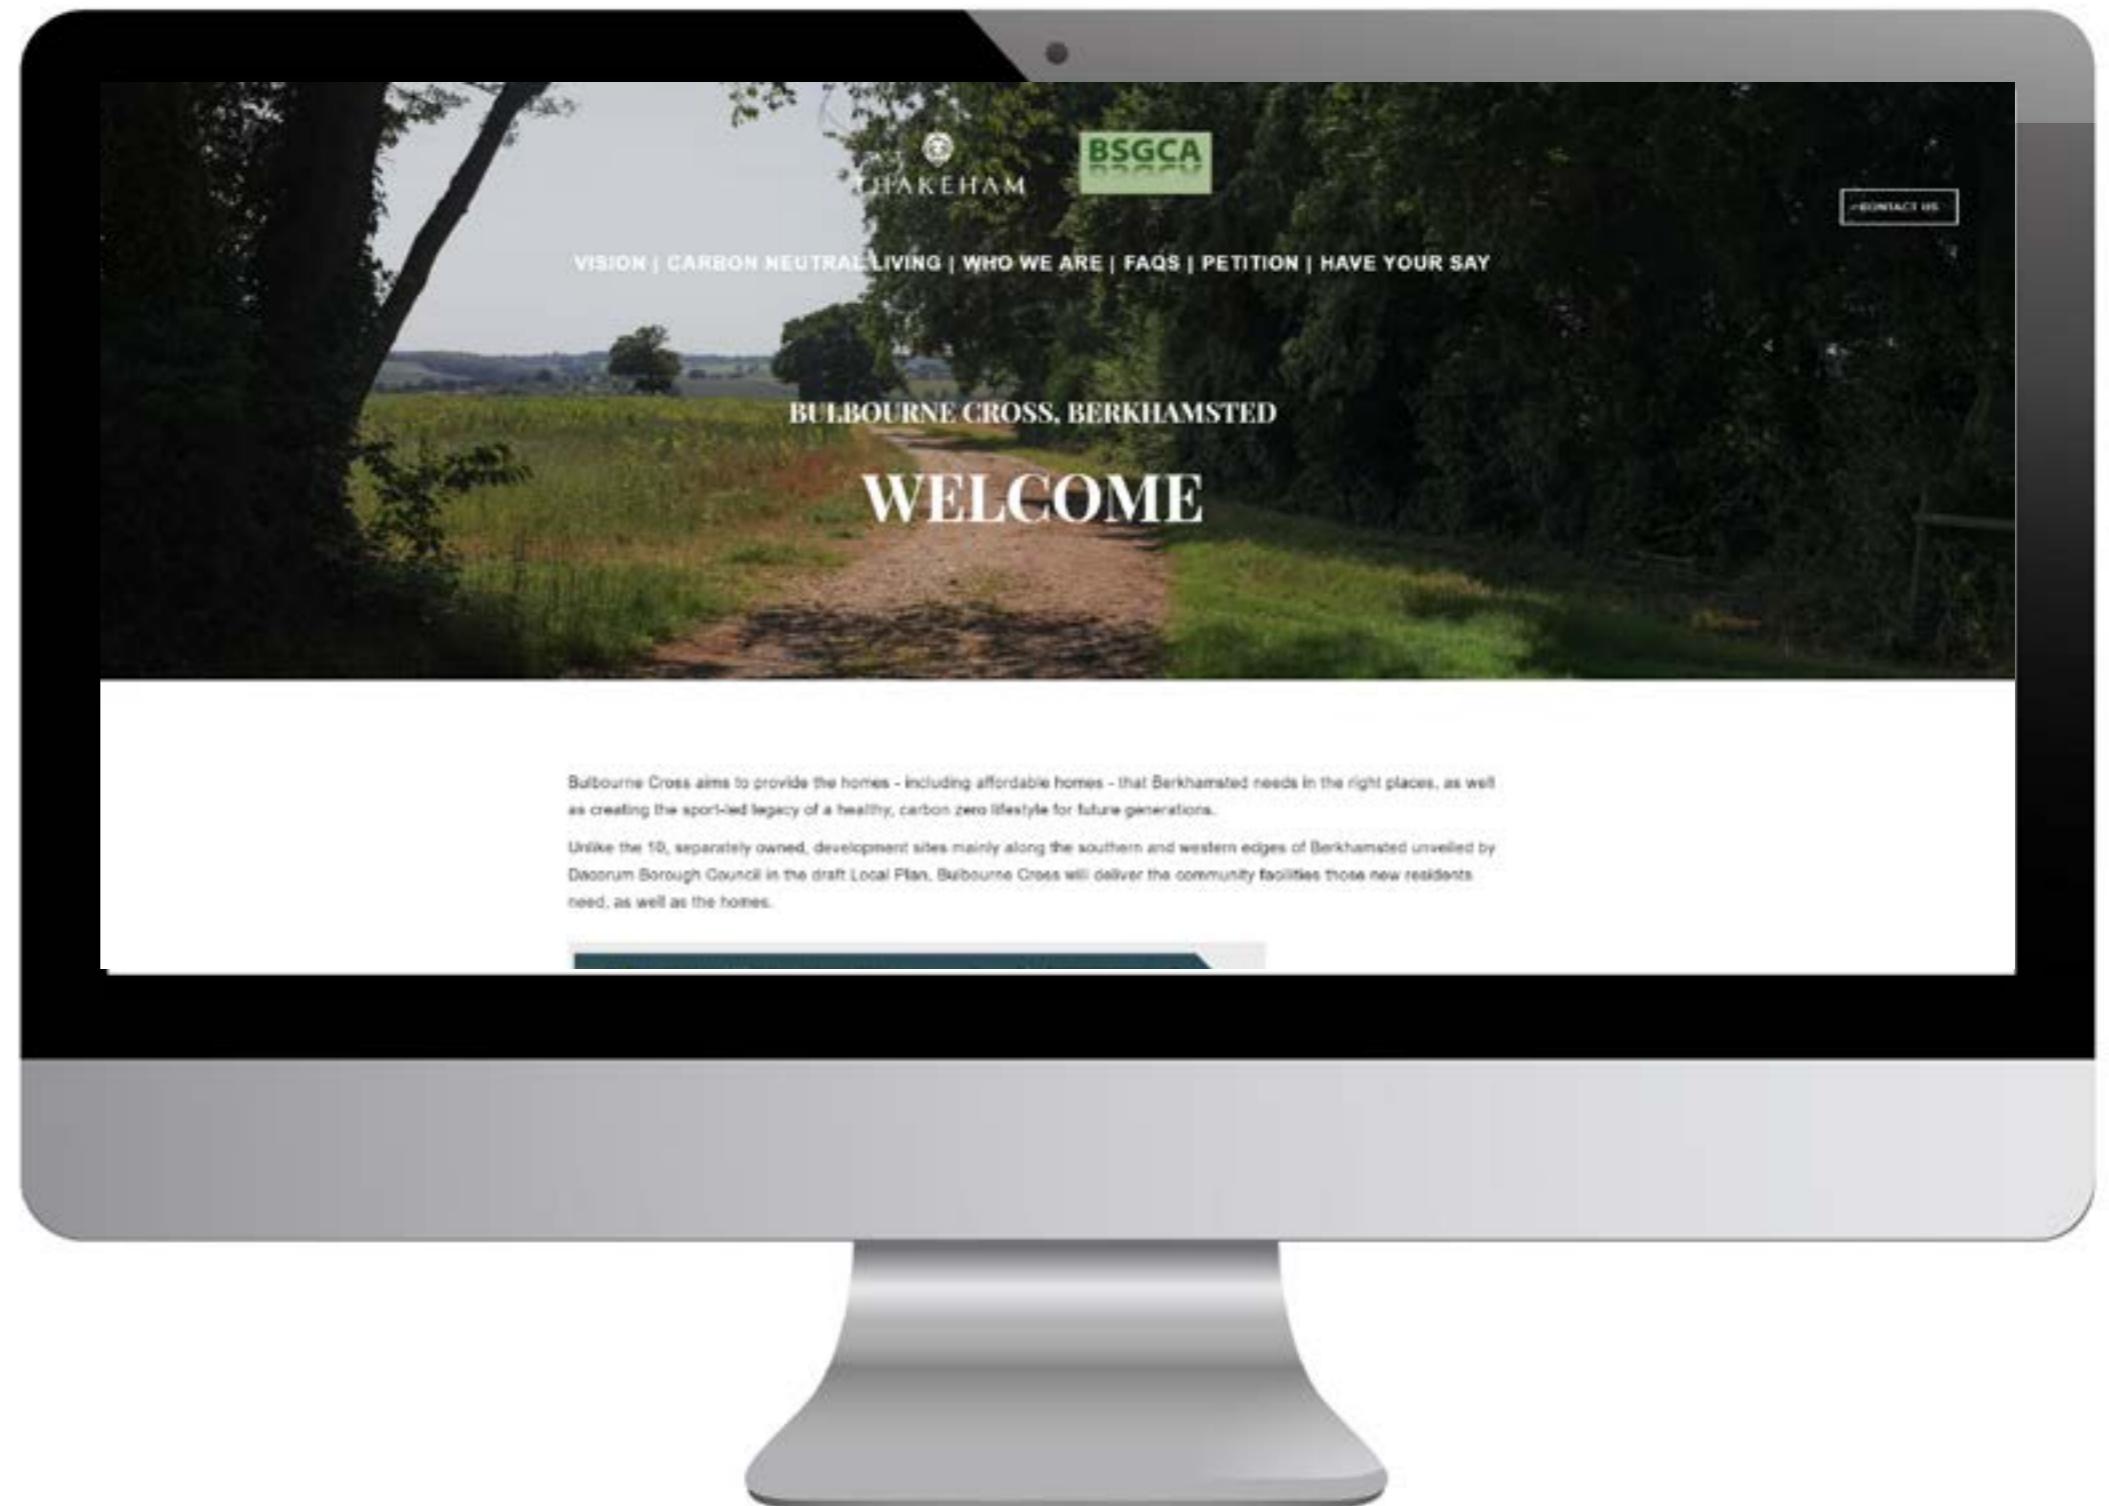 THAKEHAM
BSGCA
CONTACT US
VISION | CARBON NEUTRAL LIVING | WHO WE ARE | FAQS | PETITION | HAVE YOUR SAY
BULBOURNE CROSS, BERKHAMSTED
WELCOME
Bulbourne Cross aims to provide the homes - including affordable homes - that Berkhamsted needs in the right places, as well
as creating the sport-led legacy of a healthy, carbon zero lifestyle for future generations.
Unlike the 10, separately owned, development sites mainly along the southern and western edges of Berkhamsted unveiled by
Dacorum Borough Council in the draft Local Plan, Bulbourne Cross will deliver the community facilities those new residents
need, as well as the homes.